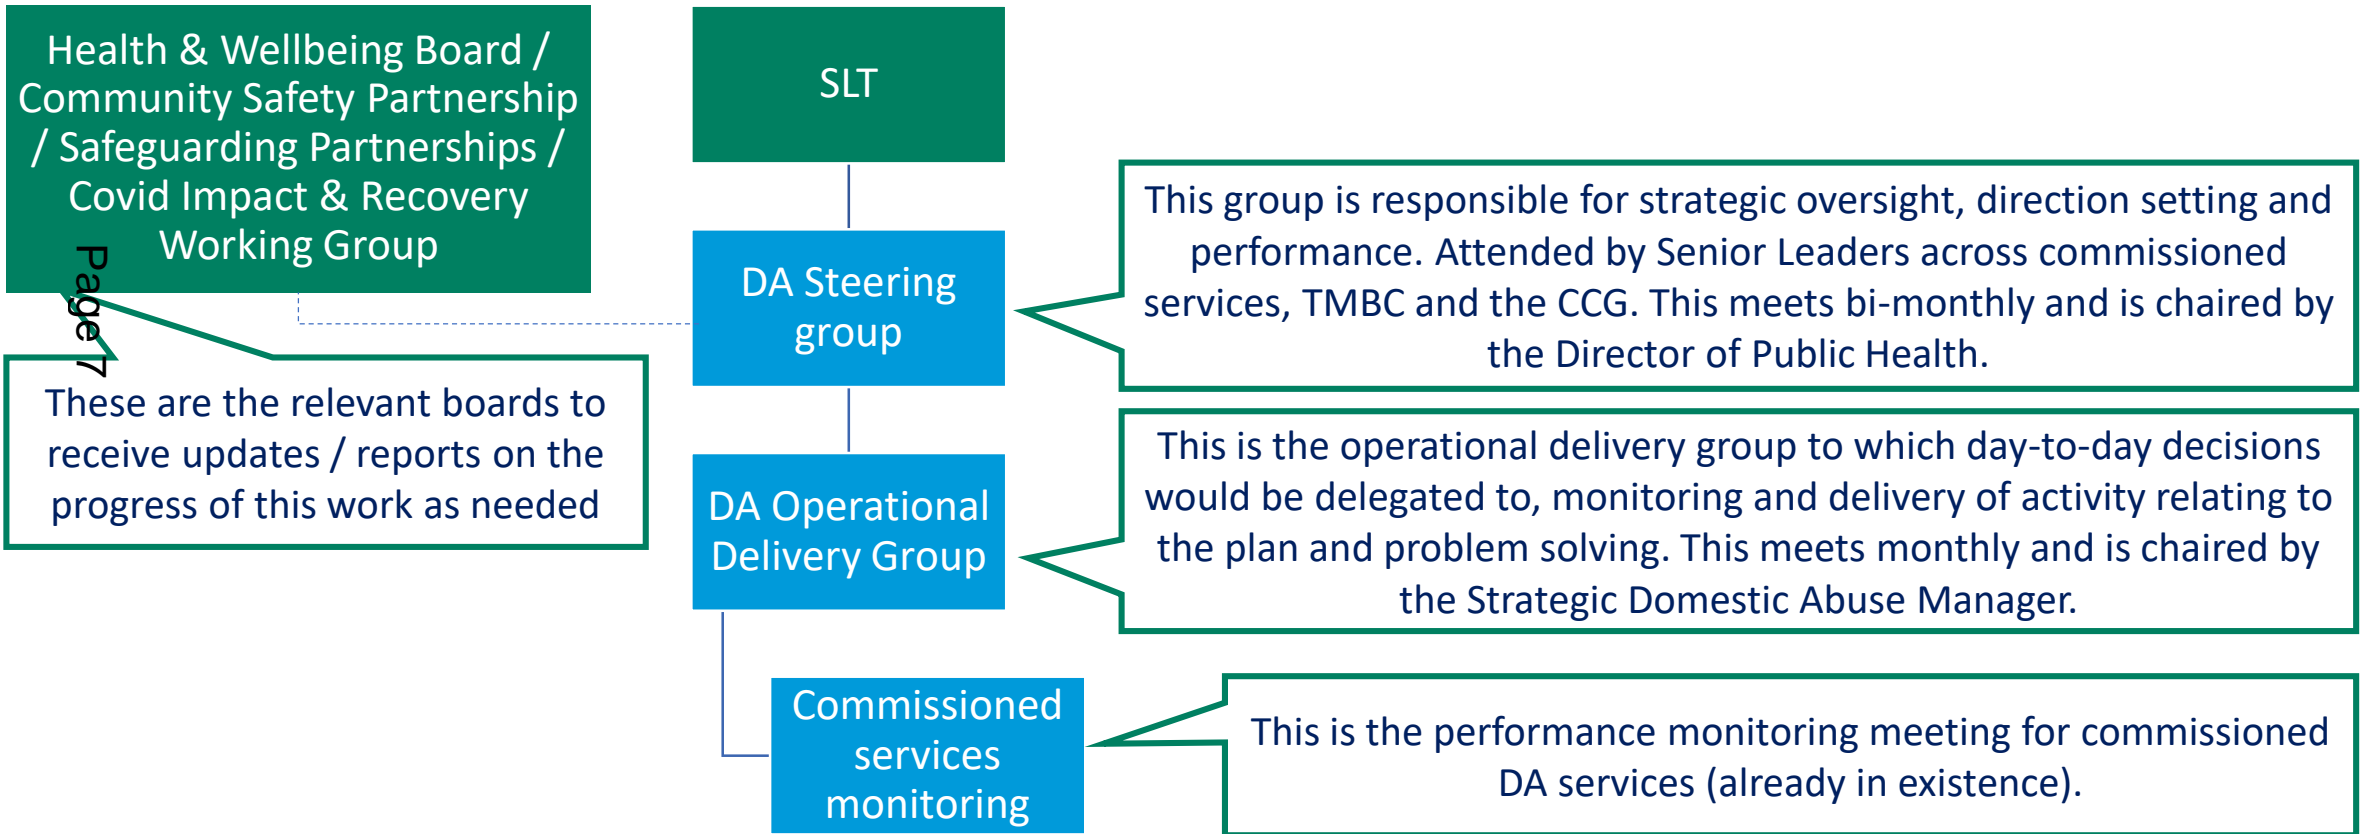 Health & Wellbeing Board /
Community Safety Partnership
/ Safeguarding Partnerships /
Covid Impact & Recovery
Working Group
SLT
Page 7
These are the relevant boards to
receive updates / reports on the
progress of this work as needed
DA Steering
group
This group is responsible for strategic oversight, direction setting and
performance. Attended by Senior Leaders across commissioned
services, TMBC and the CCG. This meets bi-monthly and is chaired by
the Director of Public Health.
DA Operational
Delivery Group
This is the operational delivery group to which day-to-day decisions
would be delegated to, monitoring and delivery of activity relating to
the plan and problem solving. This meets monthly and is chaired by
the Strategic Domestic Abuse Manager.
Commissioned
services
monitoring
This is the performance monitoring meeting for commissioned
DA services (already in existence).